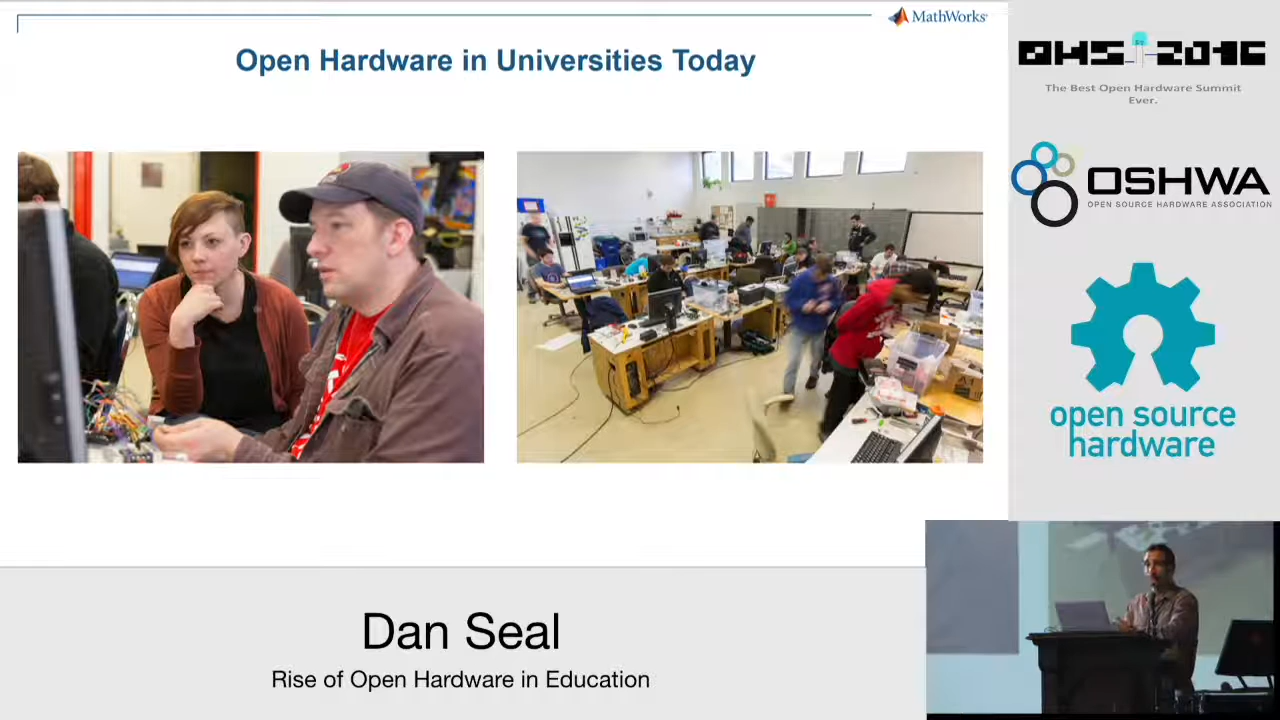 MathWorks
Open Hardware in Universities Today
OHS 2016
The Best Open Hardware Summit
Ever.
OSHWA
OPEN SOURCE HARDWARE ASSOCIATION
open source
hardware
Dan Seal
Rise of Open Hardware in Education